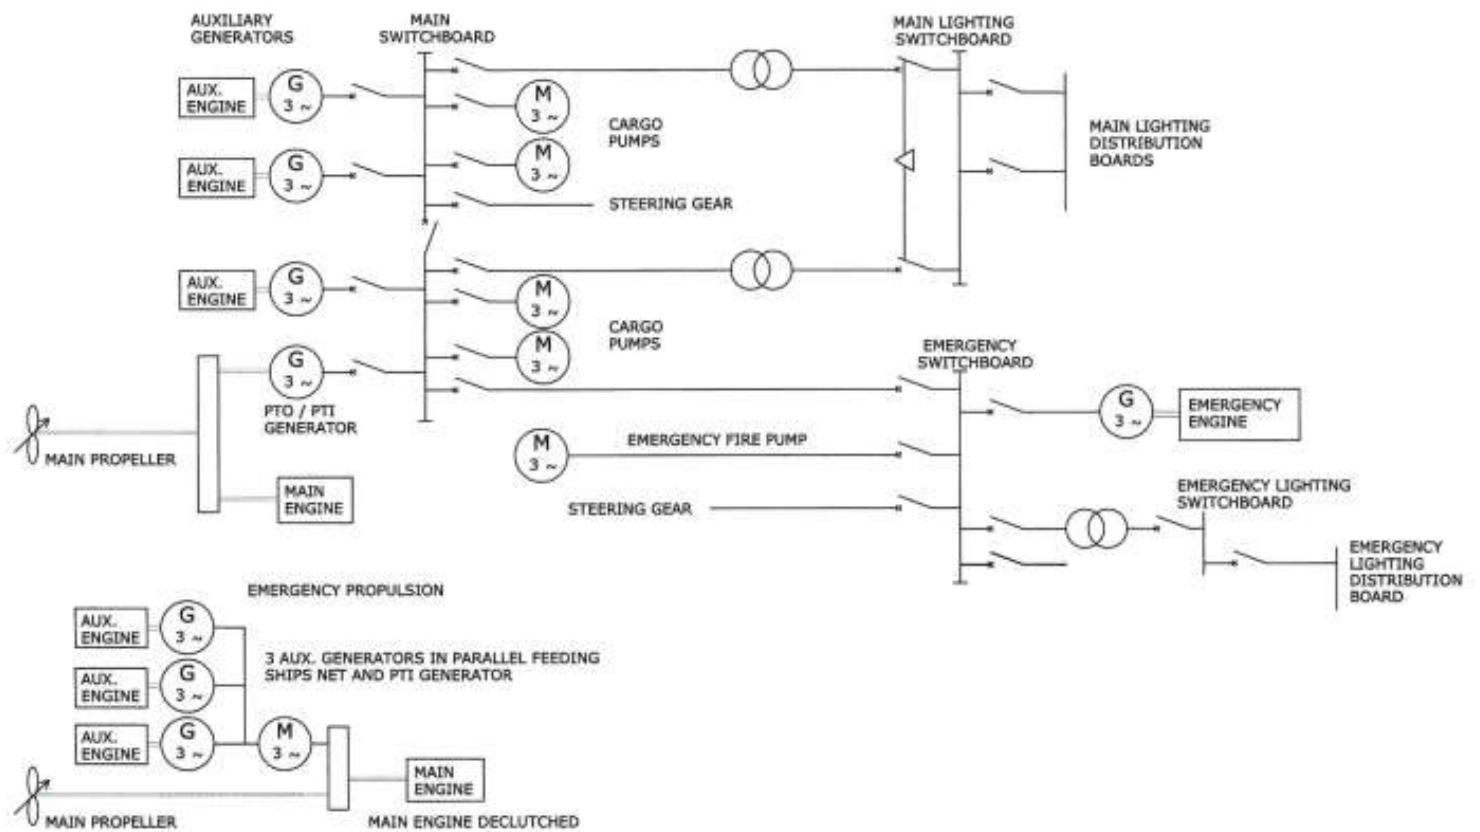 AUXILIARY
GENERATORS
MAIN
SWITCHBOARD
MAIN LIGHTING
SWITCHBOARD
AUX.
ENGINE
G
3 ~
M
3 ~
CARGO
PUMPS
MAIN LIGHTING
DISTRIBUTION
BOARDS
AUX.
ENGINE
G
3 ~
M
3 ~
STEERING GEAR
AUX.
ENGINE
G
3 ~
M
3 ~
CARGO
PUMPS
M
3 ~
EMERGENCY
SWITCHBOARD
G
3 ~
PTO / PTI
GENERATOR
G
3 ~
EMERGENCY
ENGINE
MAIN PROPELLER
M
3 ~
EMERGENCY FIRE PUMP
MAIN
ENGINE
STEERING GEAR
EMERGENCY LIGHTING
SWITCHBOARD
EMERGENCY
LIGHTING
DISTRIBUTION
BOARD
EMERGENCY PROPULSION
AUX.
ENGINE
G
3 ~
3 AUX. GENERATORS IN PARALLEL FEEDING
SHIPS NET AND PTI GENERATOR
AUX.
ENGINE
G
3 ~
AUX.
ENGINE
G
3 ~
M
3 ~
MAIN
ENGINE
MAIN PROPELLER
MAIN ENGINE DECLUTCHED